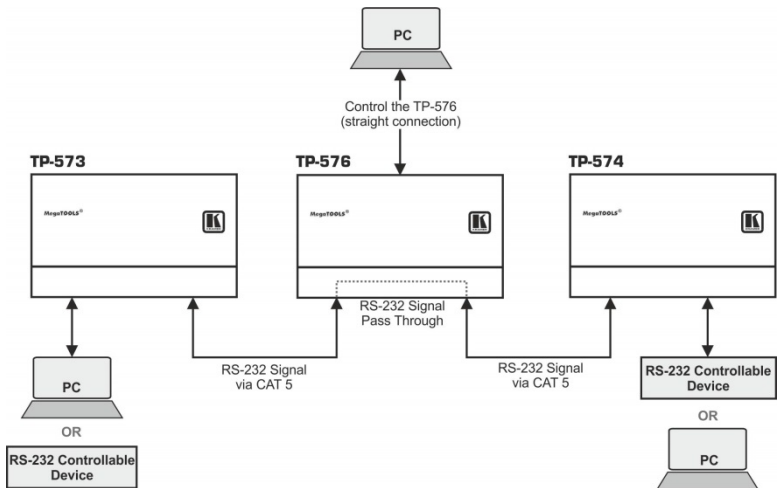 PC
Control the TP-576
(straight connection)
TP-573
TP-576
TP-574
MegaTOOLS®
K
MegaTOOLS®
K
MegaTOOLS®
K
RS-232 Signal
Pass Through
RS-232 Signal
via CAT 5
RS-232 Signal
via CAT 5
PC
OR
RS-232 Controllable
Device
RS-232 Controllable
Device
OR
PC